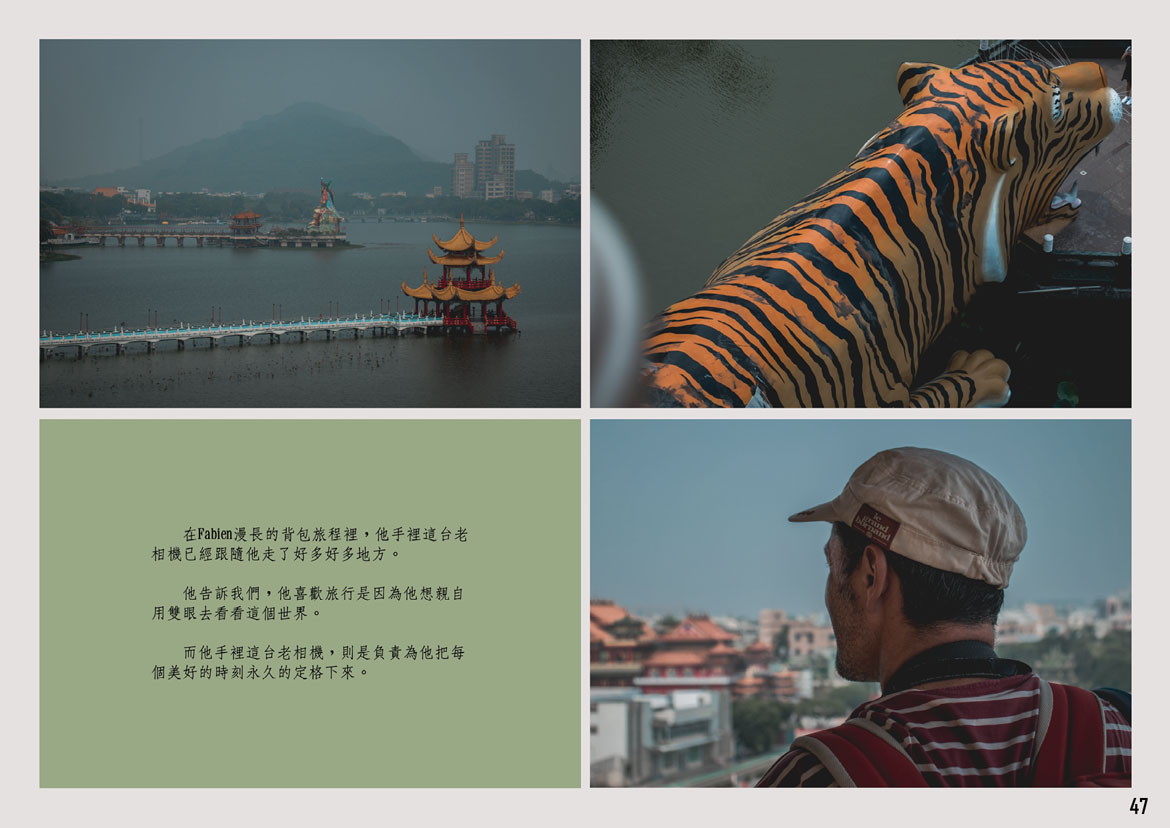 在Fabien漫長的背包旅程裡，他手裡這台老
相機已經跟隨他走了好多好多地方。
他告訴我們，他喜歡旅行是因為他想親自
用雙眼去看看這個世界。
而他手裡這台老相機，則是負責為他把每
個美好的時刻永久的定格下來。
le
grand
bornand
47